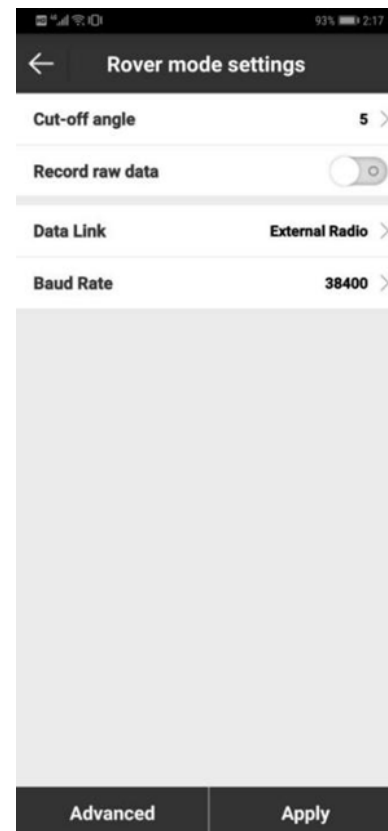 93% 2:17
Rover mode settings
Cut-off angle 5
Record raw data
Data Link External Radio
Baud Rate 38400
Advanced Apply